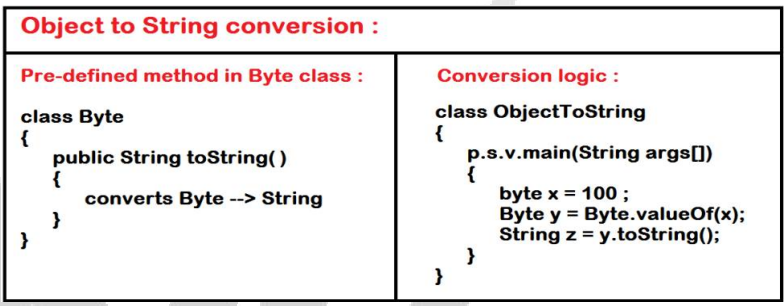 Object to String conversion :
Pre-defined method in Byte class :
class Byte
{
public String toString( )
{
converts Byte --> String
}
}
Conversion logic :
class ObjectToString
{
p.s.v.main(String args[])
{
byte x = 100 ;
Byte y = Byte.valueOf(x);
String z = y.toString();
}
}